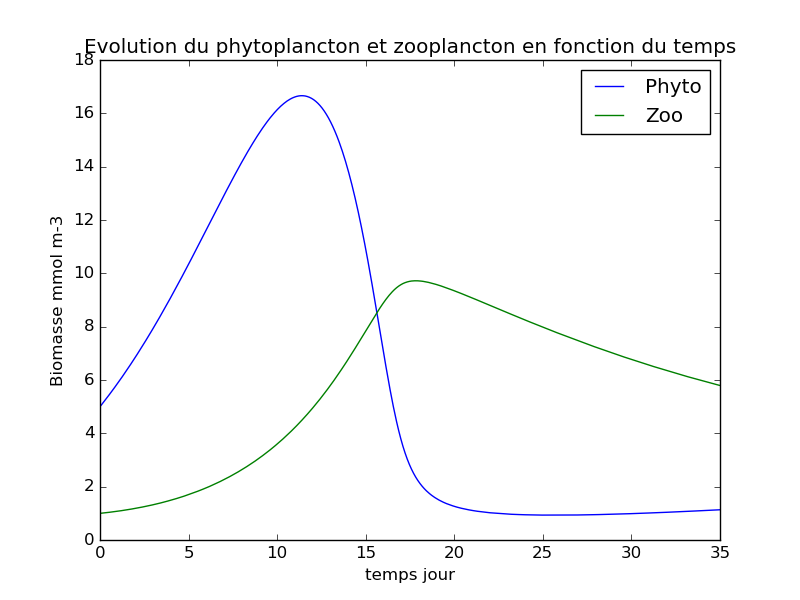 Evolution du phytoplancton et zooplancton en fonction du temps
18
16
14
12
10
8
6
4
2
0
Biomasse mmol m-3
Phyto
Zoo
0 5 10 15 20 25 30 35
temps jour